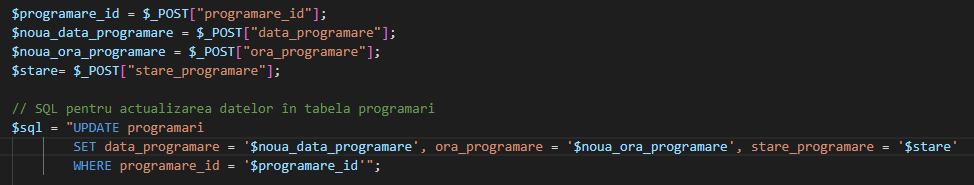 $programare_id = $_POST["programare_id"];
$noua_data_programare = $_POST["data_programare"];
$noua_ora_programare = $_POST["ora_programare"];
$stare= $_POST["stare_programare"];
// SQL pentru actualizarea datelor în tabela programari
$sql = "UPDATE programari
SET data_programare = '$noua_data_programare', ora_programare = '$noua_ora_programare', stare_programare = '$stare'
WHERE programare_id = '$programare_id'";